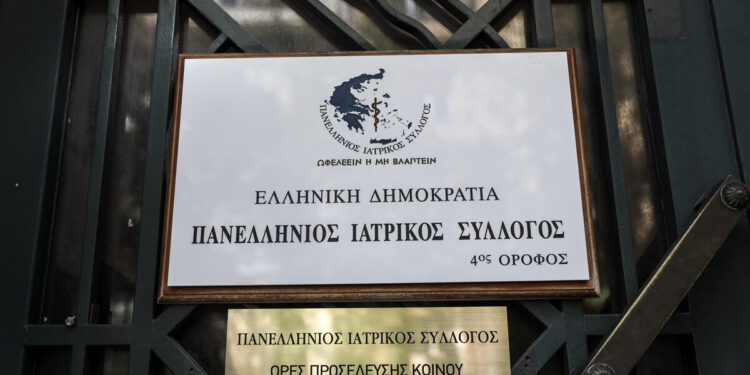 ΠΑΝΕΛΛΗΝΙΟΣ ΙΑΤΡΙΚΟΣ ΣΥΛΛΟΓΟΣ
ΩΦΕΛΕΕΙΝ Η ΜΗ ΒΛΑΠΤΕΙΝ
ΕΛΛΗΝΙΚΗ ΔΗΜΟΚΡΑΤΙΑ
ΠΑΝΕΛΛΗΝΙΟΣ ΙΑΤΡΙΚΟΣ ΣΥΛΛΟΓΟΣ
4ος ΟΡΟΦΟΣ
ΠΑΝΕΛΛΗΝΙΟΣ ΙΑΤΡΙΚΟΣ ΣΥΛΛΟΓΟΣ
ΩΡΕΣ ΠΡΟΣΕΛΕΥΣΗΣ ΚΟΙΝΟΥ